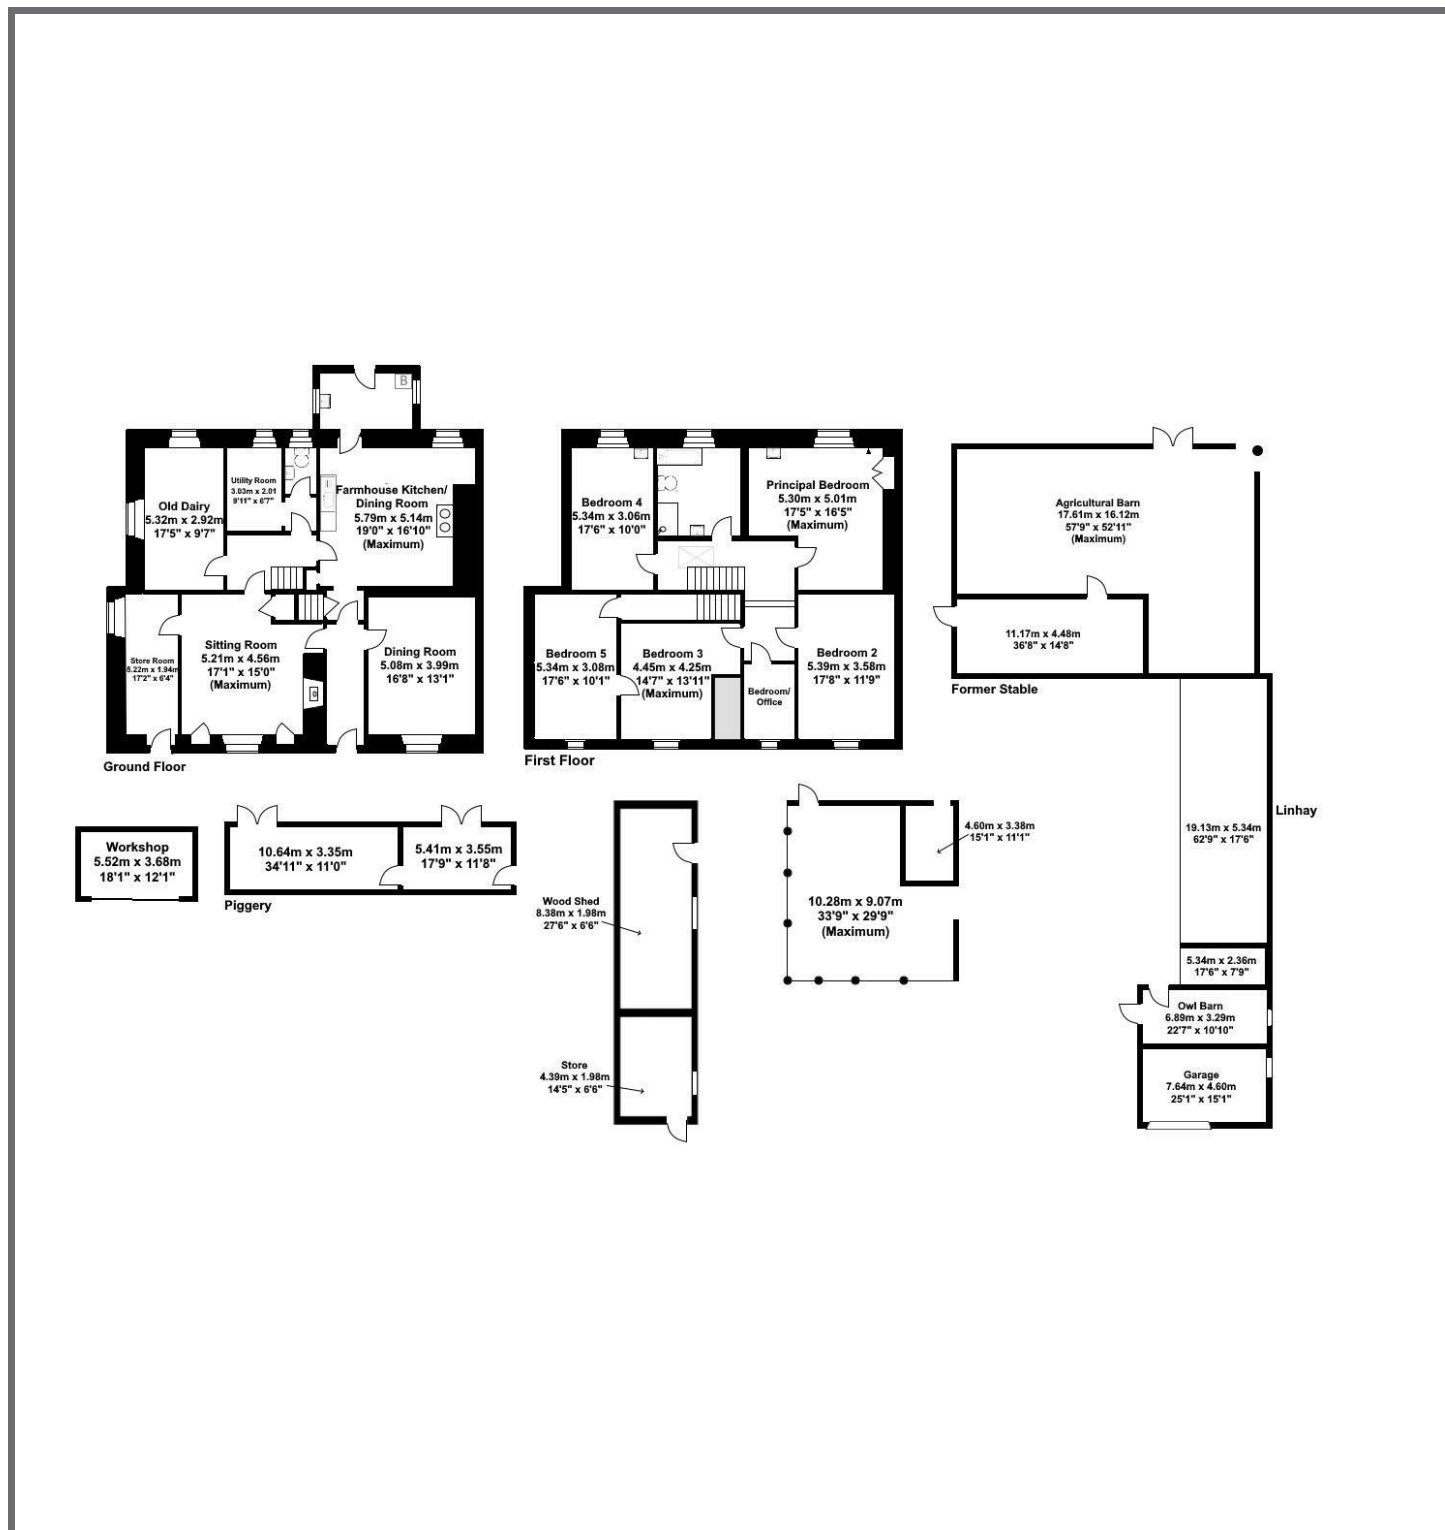 B
Utility Room
3.03m x 2.01
9'11" x 6'7"
Old Dairy
5.32m x 2.92m
17'5" x 9'7"
Farmhouse Kitchen/
Dining Room
5.79m x 5.14m
19'0" x 16'10"
(Maximum)
Store Room
5.22m x 1.94m
17'2" x 6'4"
Sitting Room
5.21m x 4.56m
17'1" x 15'0"
(Maximum)
Dining Room
5.08m x 3.99m
16'8" x 13'1"
Ground Floor
Bedroom 4
5.34m x 3.06m
17'6" x 10'0"
Principal Bedroom
5.30m x 5.01m
17'5" x 16'5"
(Maximum)
Bedroom 5
5.34m x 3.08m
17'6" x 10'1"
Bedroom 3
4.45m x 4.25m
14'7" x 13'11"
(Maximum)
Bedroom/
Office
Bedroom 2
5.39m x 3.58m
17'8" x 11'9"
First Floor
Agricultural Barn
17.61m x 16.12m
57'9" x 52'11"
(Maximum)
11.17m x 4.48m
36'8" x 14'8"
Former Stable
19.13m x 5.34m
62'9" x 17'6"
Linhay
5.34m x 2.36m
17'6" x 7'9"
Owl Barn
6.89m x 3.29m
22'7" x 10'10"
Garage
7.64m x 4.60m
25'1" x 15'1"
Workshop
5.52m x 3.68m
18'1" x 12'1"
10.64m x 3.35m
34'11" x 11'0"
5.41m x 3.55m
17'9" x 11'8"
Piggery
Wood Shed
8.38m x 1.98m
27'6" x 6'6"
Store
4.39m x 1.98m
14'5" x 6'6"
4.60m x 3.38m
15'1" x 11'1"
10.28m x 9.07m
33'9" x 29'9"
(Maximum)